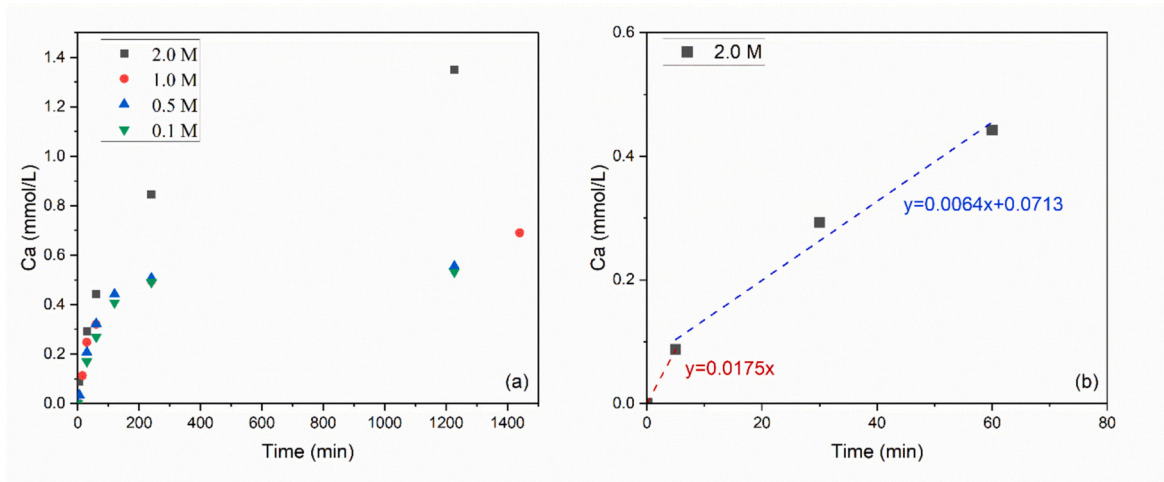 2.0 M
1.0 M
0.5 M
0.1 M
Ca (mmol/L)
1.4
1.2
1.0
0.8
0.6
0.4
0.2
0.0
0 200 400 600 800 1000 1200 1400
Time (min)
(a)
2.0 M
Ca (mmol/L)
0.6
0.4
0.2
0.0
0 20 40 60 80
Time (min)
y=0.0064x+0.0713
y=0.0175x
(b)